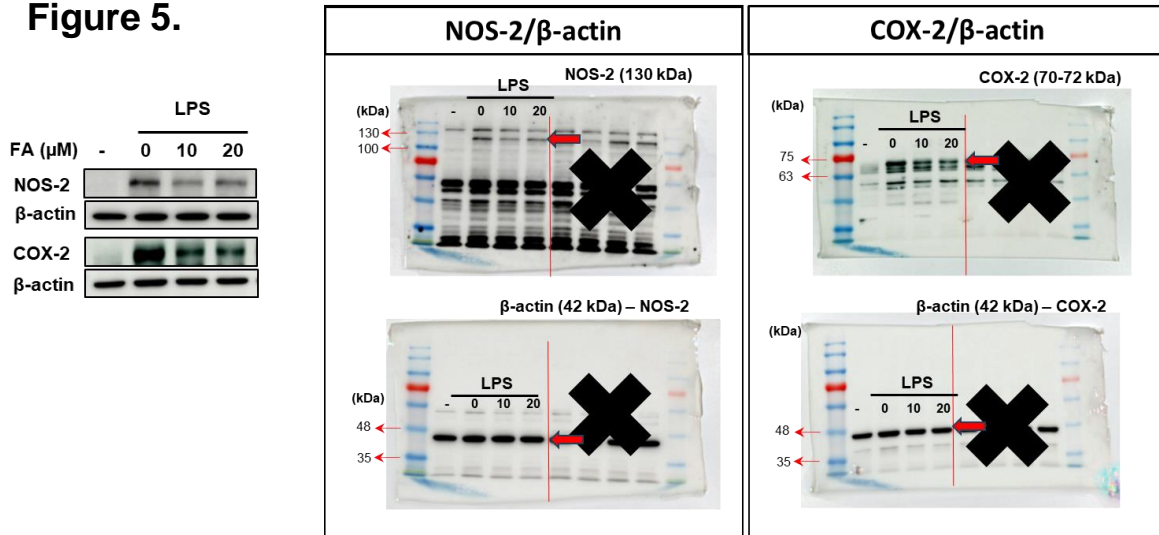 Figure 5.
LPS
FA (µM) - 0 10 20
NOS-2
β-actin
COX-2
β-actin
NOS-2/β-actin
NOS-2 (130 kDa)
LPS
(kDa) - 0 10 20
130
100
β-actin (42 kDa) – NOS-2
LPS
(kDa) - 0 10 20
48
35
COX-2/β-actin
COX-2 (70-72 kDa)
(kDa) LPS
- 0 10 20
75
63
β-actin (42 kDa) – COX-2
(kDa)
LPS
- 0 10 20
48
35